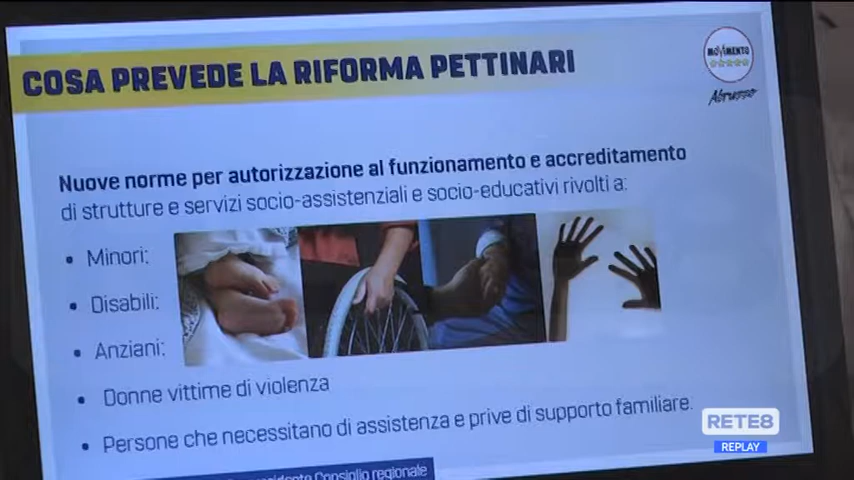 COSA PREVEDE LA RIFORMA PETTINARI
MOVIMENTO
Abruzzo
Nuove norme per autorizzazione al funzionamento e accreditamento
di strutture e servizi socio-assistenziali e socio-educativi rivolti a:
• Minori:
• Disabili:
• Anziani:
• Donne vittime di violenza
• Persone che necessitano di assistenza e prive di supporto familiare.
Consiglio regionale
RETE8
REPLAY